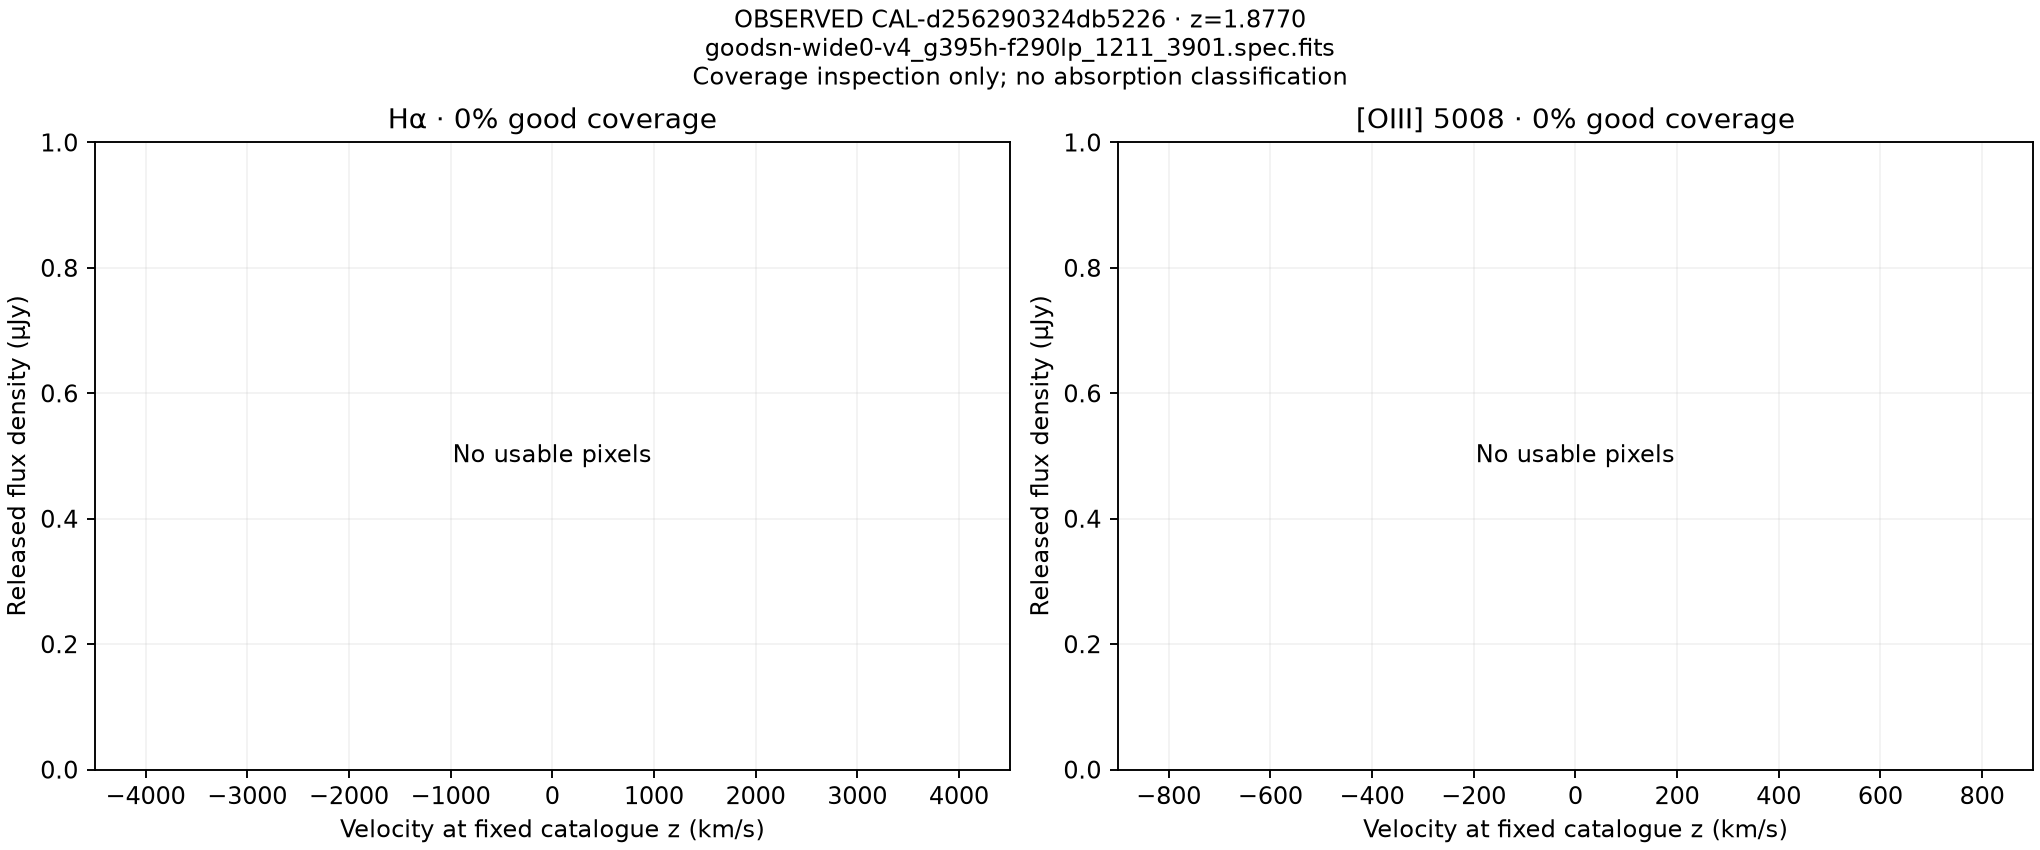 OBSERVED CAL-d256290324db5226 · z=1.8770
goodsn-wide0-v4_g395h-f290lp_1211_3901.spec.fits
Coverage inspection only; no absorption classification
Hα · 0% good coverage
1.0
0.8
0.6
0.4
0.2
0.0
Released flux density (μJy)
No usable pixels
−4000 −3000 −2000 −1000 0 1000 2000 3000 4000
Velocity at fixed catalogue z (km/s)
[OIII] 5008 · 0% good coverage
1.0
0.8
0.6
0.4
0.2
0.0
Released flux density (μJy)
No usable pixels
−800 −600 −400 −200 0 200 400 600 800
Velocity at fixed catalogue z (km/s)